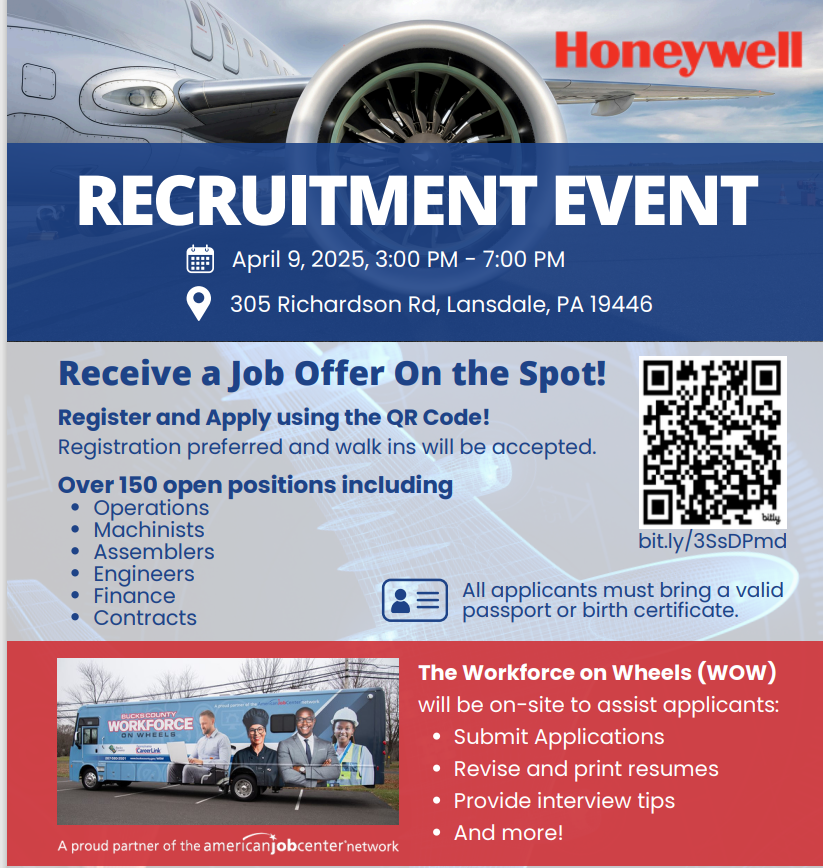 Honeywell
RECRUITMENT EVENT
April 9, 2025, 3:00 PM - 7:00 PM
305 Richardson Rd, Lansdale, PA 19446
Receive a Job Offer On the Spot!
Register and Apply using the QR Code!
Registration preferred and walk ins will be accepted.
Over 150 open positions including
• Operations
• Machinists
• Assemblers
• Engineers
• Finance
• Contracts
bitly
bit.ly/3SsDPmd
All applicants must bring a valid
passport or birth certificate.
The Workforce on Wheels (WOW)
will be on-site to assist applicants:
• Submit Applications
• Revise and print resumes
• Provide interview tips
• And more!
BUCKS COUNTY
WORKFORCE
ON WHEELS
CareerLink
A proud partner of the americanjobcenter network